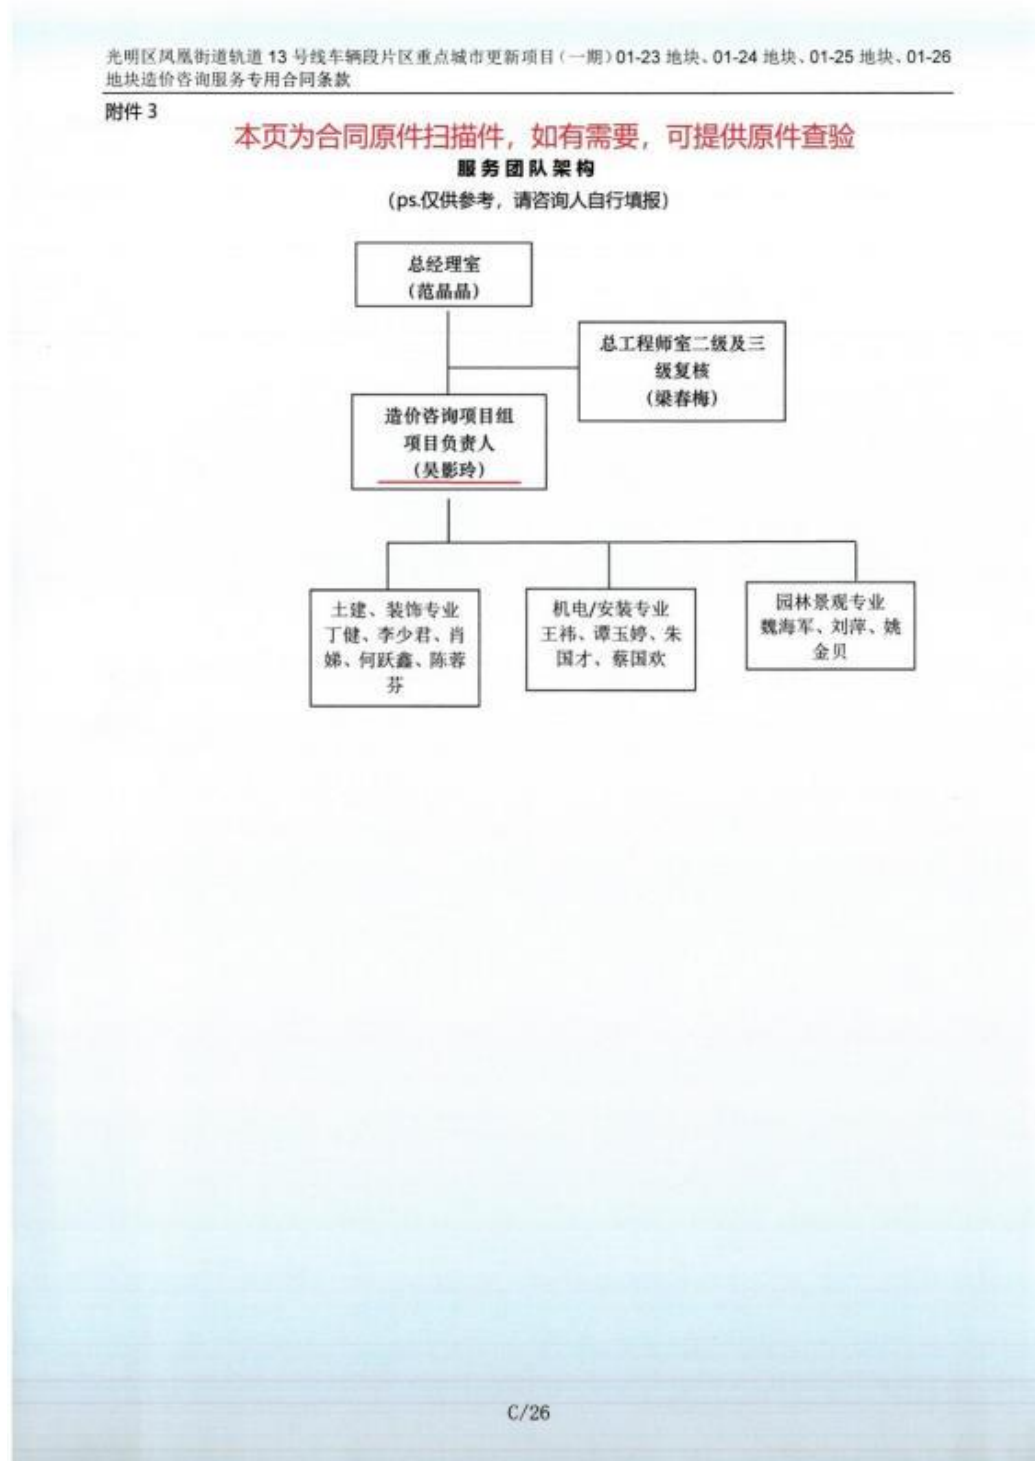 光明区凤凰街道轨道 13 号线车辆段片区重点城市更新项目（一期）01-23 地块、01-24 地块、01-25 地块、01-26
地块造价咨询服务专用合同条款
附件 3
本页为合同原件扫描件，如有需要，可提供原件查验
服务团队架构
（ps.仅供参考，请咨询人自行填报）
总经理室
（范晶晶）
总工程师室二级及三
级复核
（梁春梅）
造价咨询项目组
项目负责人
（吴影玲）
土建、装饰专业
丁健、李少君、肖
娣、何跃鑫、陈蓉
芬
机电/安装专业
王祎、谭玉婷、朱
国才、蔡国欢
园林景观专业
魏海军、刘萍、姚
金贝
C/26